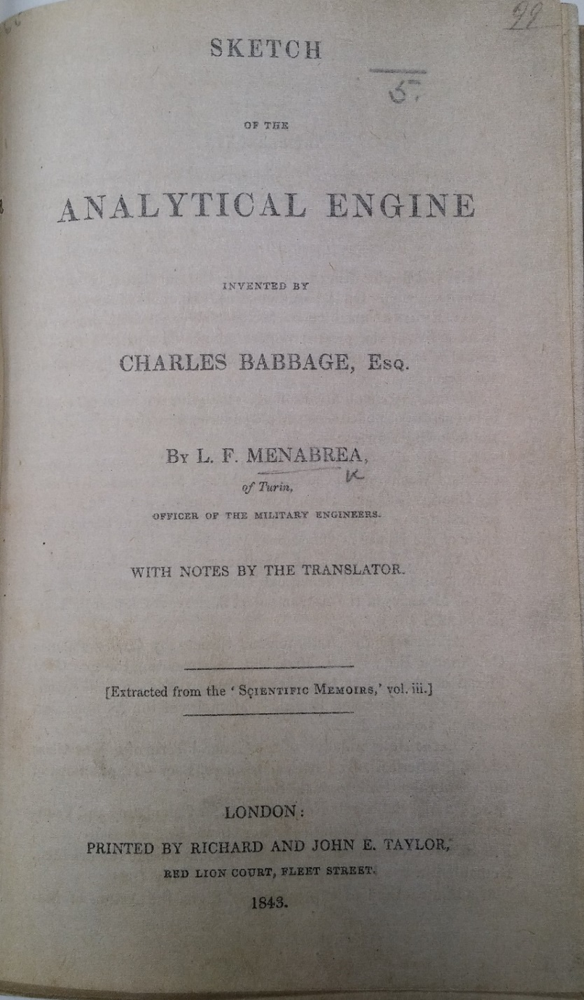 99
SKETCH
5.
OF THE
ANALYTICAL ENGINE
INVENTED BY
CHARLES BABBAGE, Esq.
By L. F. MENABREA,
of Turin,
OFFICER OF THE MILITARY ENGINEERS.
WITH NOTES BY THE TRANSLATOR.
[Extracted from the ‘ Scientific Memoirs,’ vol. iii.]
LONDON:
PRINTED BY RICHARD AND JOHN E. TAYLOR,
RED LION COURT, FLEET STREET.
1843.